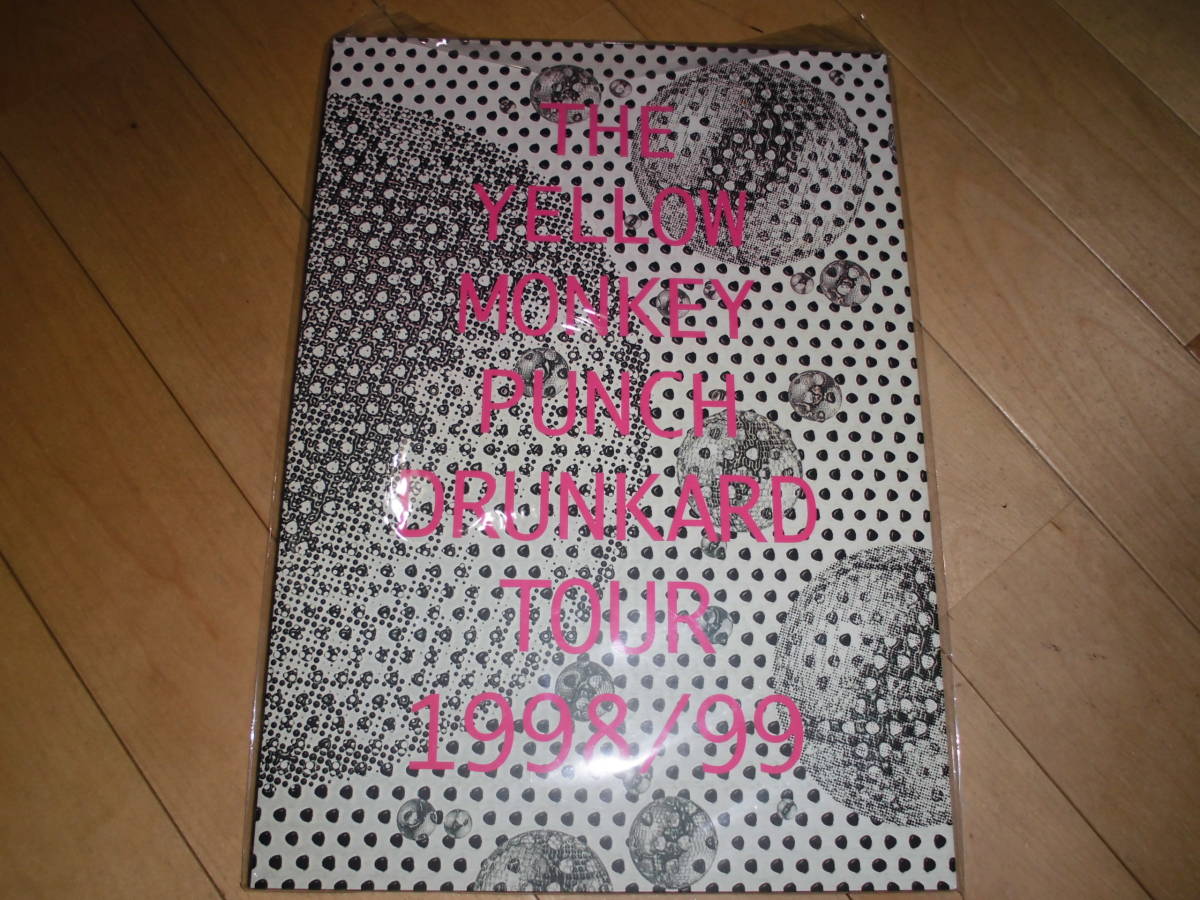 THE
YELLOW
MONKEY
PUNCH
DRUNKARD
TOUR
1998/99